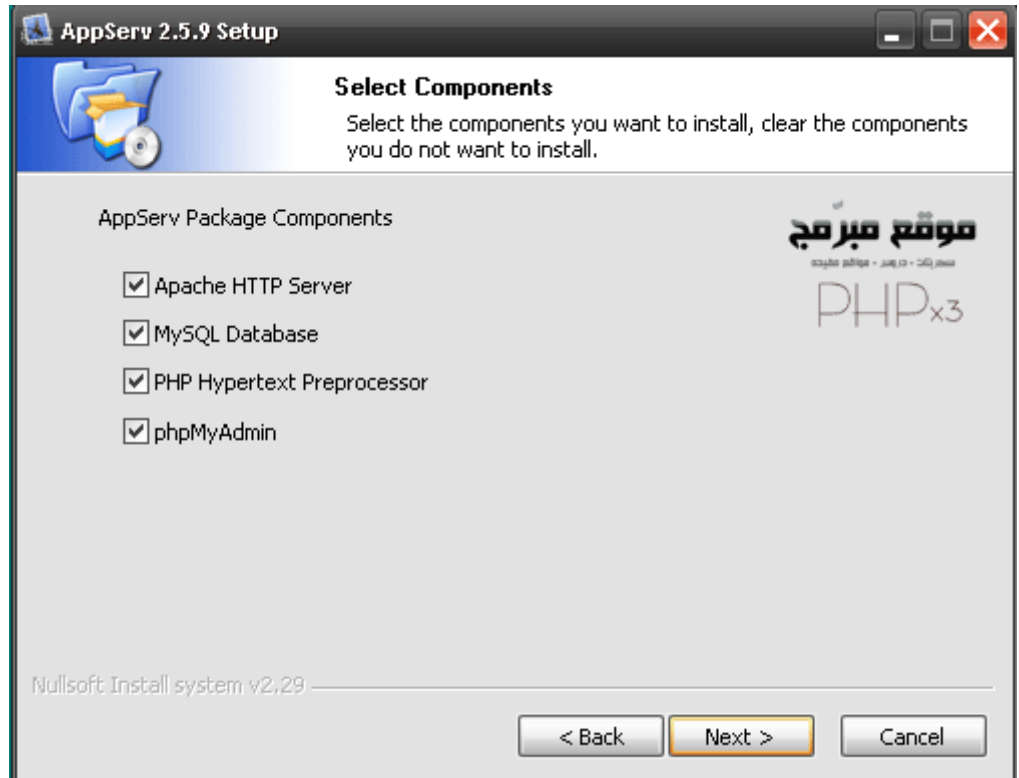 AppServ 2.5.9 Setup
Select Components
Select the components you want to install, clear the components
you do not want to install.
AppServ Package Components
موقع مبرمج
PHPx3
Apache HTTP Server
MySQL Database
PHP Hypertext Preprocessor
phpMyAdmin
Nullsoft Install system v2.29
< Back
Next >
Cancel